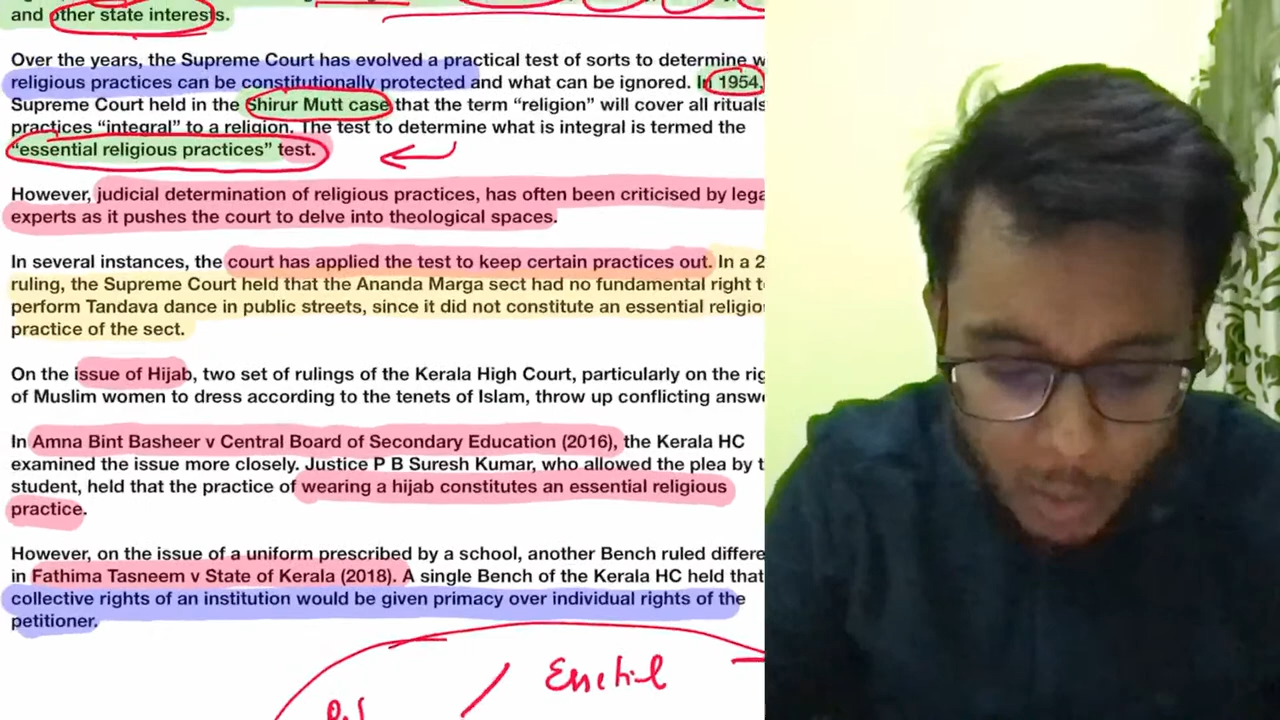 and other state interests.
Over the years, the Supreme Court has evolved a practical test of sorts to determine w
religious practices can be constitutionally protected and what can be ignored. In 1954,
Supreme Court held in the Shirur Mutt case that the term “religion” will cover all rituals
practices “integral” to a religion. The test to determine what is integral is termed the
“essential religious practices” test.
However, judicial determination of religious practices, has often been criticised by lega
experts as it pushes the court to delve into theological spaces.
In several instances, the court has applied the test to keep certain practices out. In a 2
ruling, the Supreme Court held that the Ananda Marga sect had no fundamental right t
perform Tandava dance in public streets, since it did not constitute an essential religio
practice of the sect.
On the issue of Hijab, two set of rulings of the Kerala High Court, particularly on the rig
of Muslim women to dress according to the tenets of Islam, throw up conflicting answ
In Amna Bint Basheer v Central Board of Secondary Education (2016), the Kerala HC
examined the issue more closely. Justice P B Suresh Kumar, who allowed the plea by t
student, held that the practice of wearing a hijab constitutes an essential religious
practice.
However, on the issue of a uniform prescribed by a school, another Bench ruled differe
in Fathima Tasneem v State of Kerala (2018). A single Bench of the Kerala HC held that
collective rights of an institution would be given primacy over individual rights of the
petitioner.